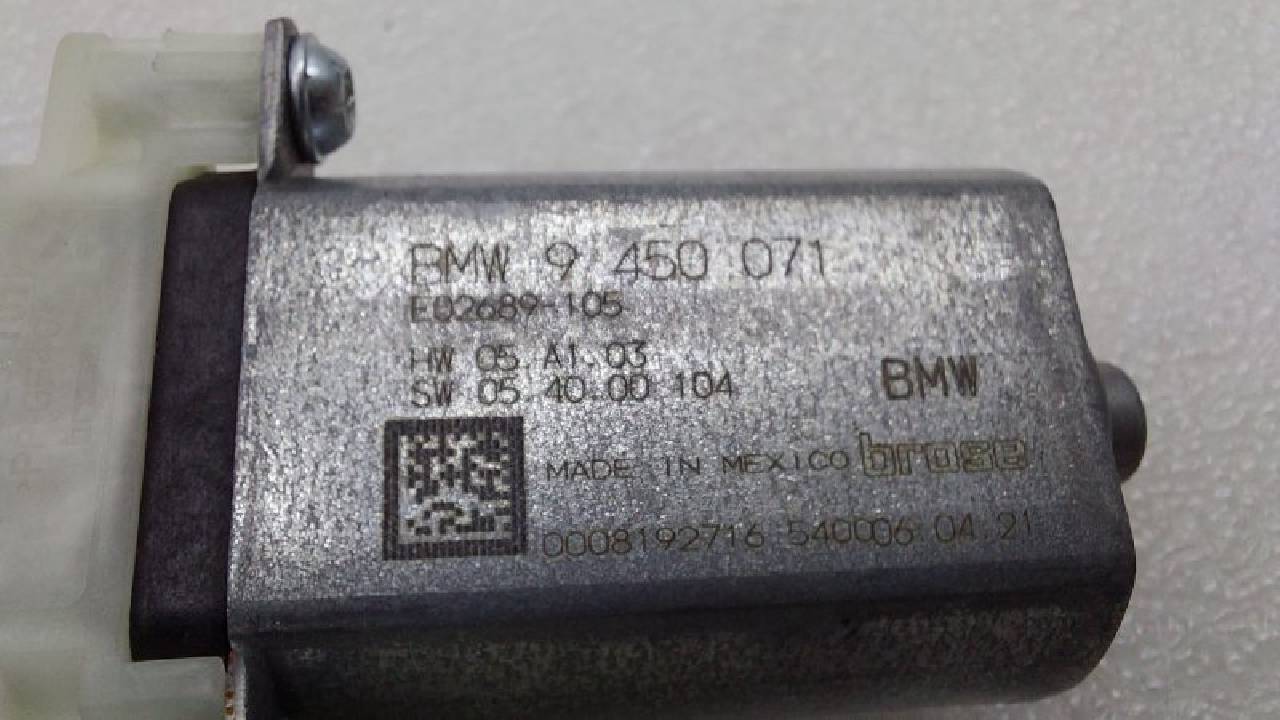 BMW 9 450 071
E02689-105
HW 05.A1.03
SW 05.40.00.104
BMW
MADE IN MEXICO brose
0008192716 540006 04.21